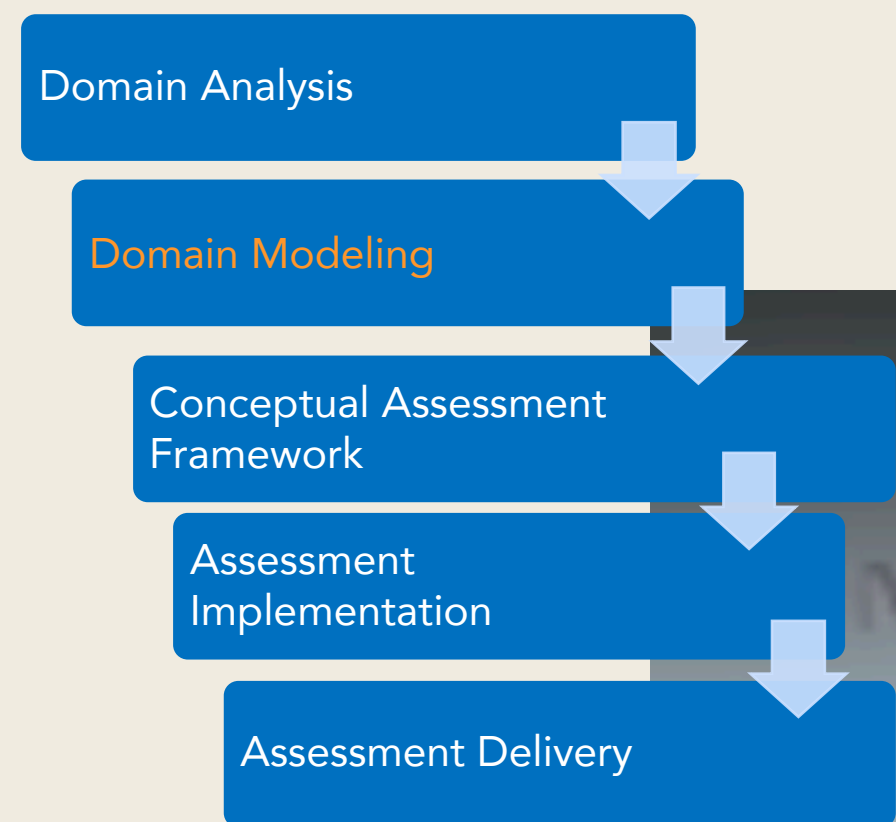 Domain Analysis
Domain Modeling
Conceptual Assessment
Framework
Assessment
Implementation
Assessment Delivery